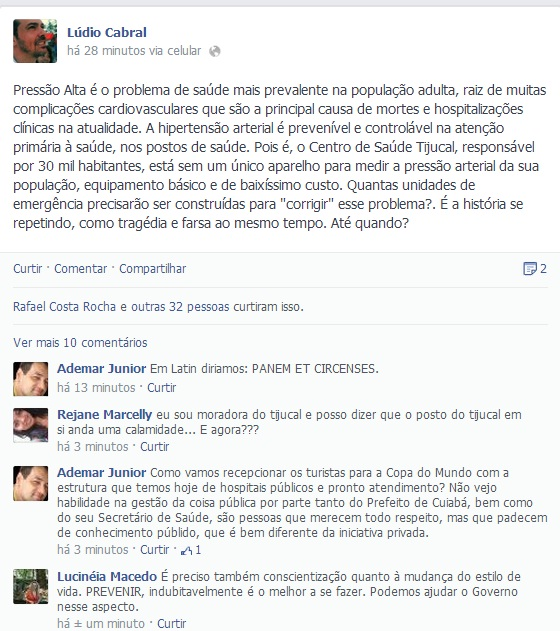 Lúdio Cabral
há 28 minutos via celular
Pressão Alta é o problema de saúde mais prevalente na população adulta, raiz de muitas
complicações cardiovasculares que são a principal causa de mortes e hospitalizações
clínicas na atualidade. A hipertensão arterial é prevenível e controlável na atenção
primária à saúde, nos postos de saúde. Pois é, o Centro de Saúde Tijucal, responsável
por 30 mil habitantes, está sem um único aparelho para medir a pressão arterial da sua
população, equipamento básico e de baixíssimo custo. Quantas unidades de
emergência precisarão ser construídas para "corrigir" esse problema?. É a história se
repetindo, como tragédia e farsa ao mesmo tempo. Até quando?
Curtir · Comentar · Compartilhar 2
Rafael Costa Rocha e outras 32 pessoas curtiram isso.
Ver mais 10 comentários
Ademar Junior Em Latin diriamos: PANEM ET CIRCENSES.
há 13 minutos · Curtir
Rejane Marcelly eu sou moradora do tijucal e posso dizer que o posto do tijucal em
si anda uma calamidade... E agora???
há 3 minutos · Curtir
Ademar Junior Como vamos recepcionar os turistas para a Copa do Mundo com a
estrutura que temos hoje de hospitais públicos e pronto atendimento? Não vejo
habilidade na gestão da coisa pública por parte tanto do Prefeito de Cuiabá, bem como
do seu Secretário de Saúde, são pessoas que merecem todo respeito, mas que padecem
de conhecimento públido, que é bem diferente da iniciativa privada.
há 3 minutos · Curtir · 1
Lucinéia Macedo É preciso também conscientização quanto à mudança do estilo de
vida. PREVENIR, indubitavelmente é o melhor a se fazer. Podemos ajudar o Governo
nesse aspecto.
há ± um minuto · Curtir